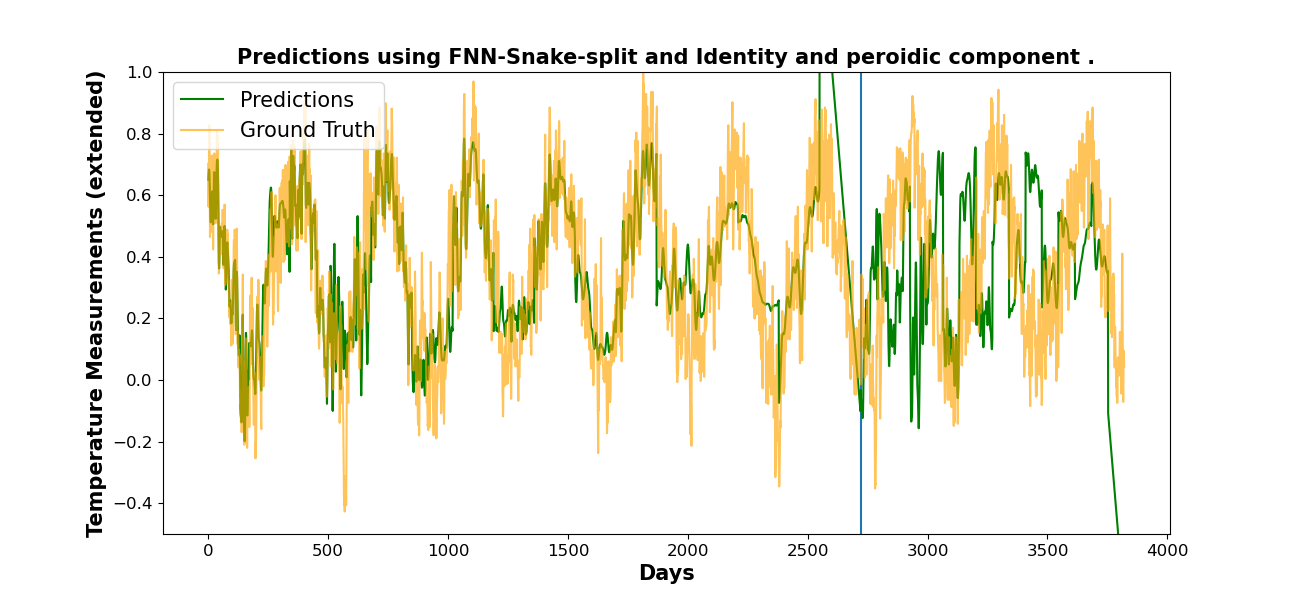 Predictions using FNN-Snake-split and Identity and peroidic component .
Temperature Measurements (extended)
1.0
0.8
0.6
0.4
0.2
0.0
−0.2
−0.4
Predictions
Ground Truth
0 500 1000 1500 2000 2500 3000 3500 4000
Days